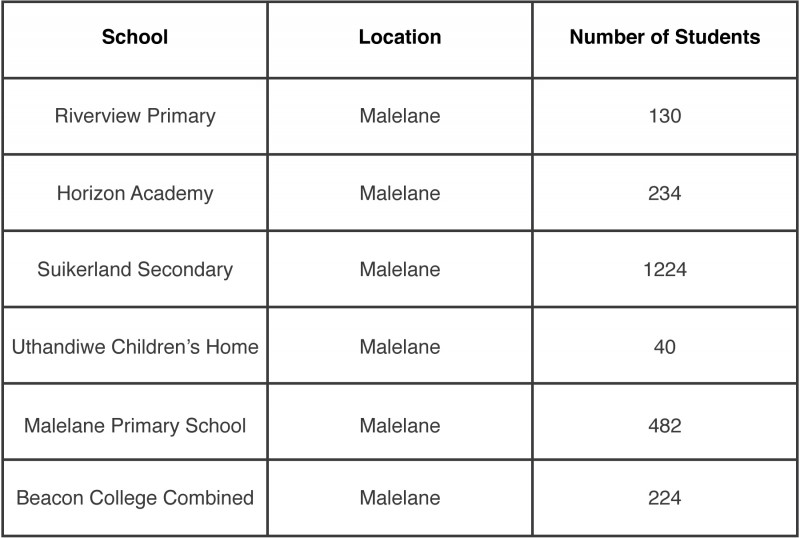 School Location Number of Students
Riverview Primary Malelane 130
Horizon Academy Malelane 234
Suikerland Secondary Malelane 1224
Uthandiwe Children’s Home Malelane 40
Malelane Primary School Malelane 482
Beacon College Combined Malelane 224